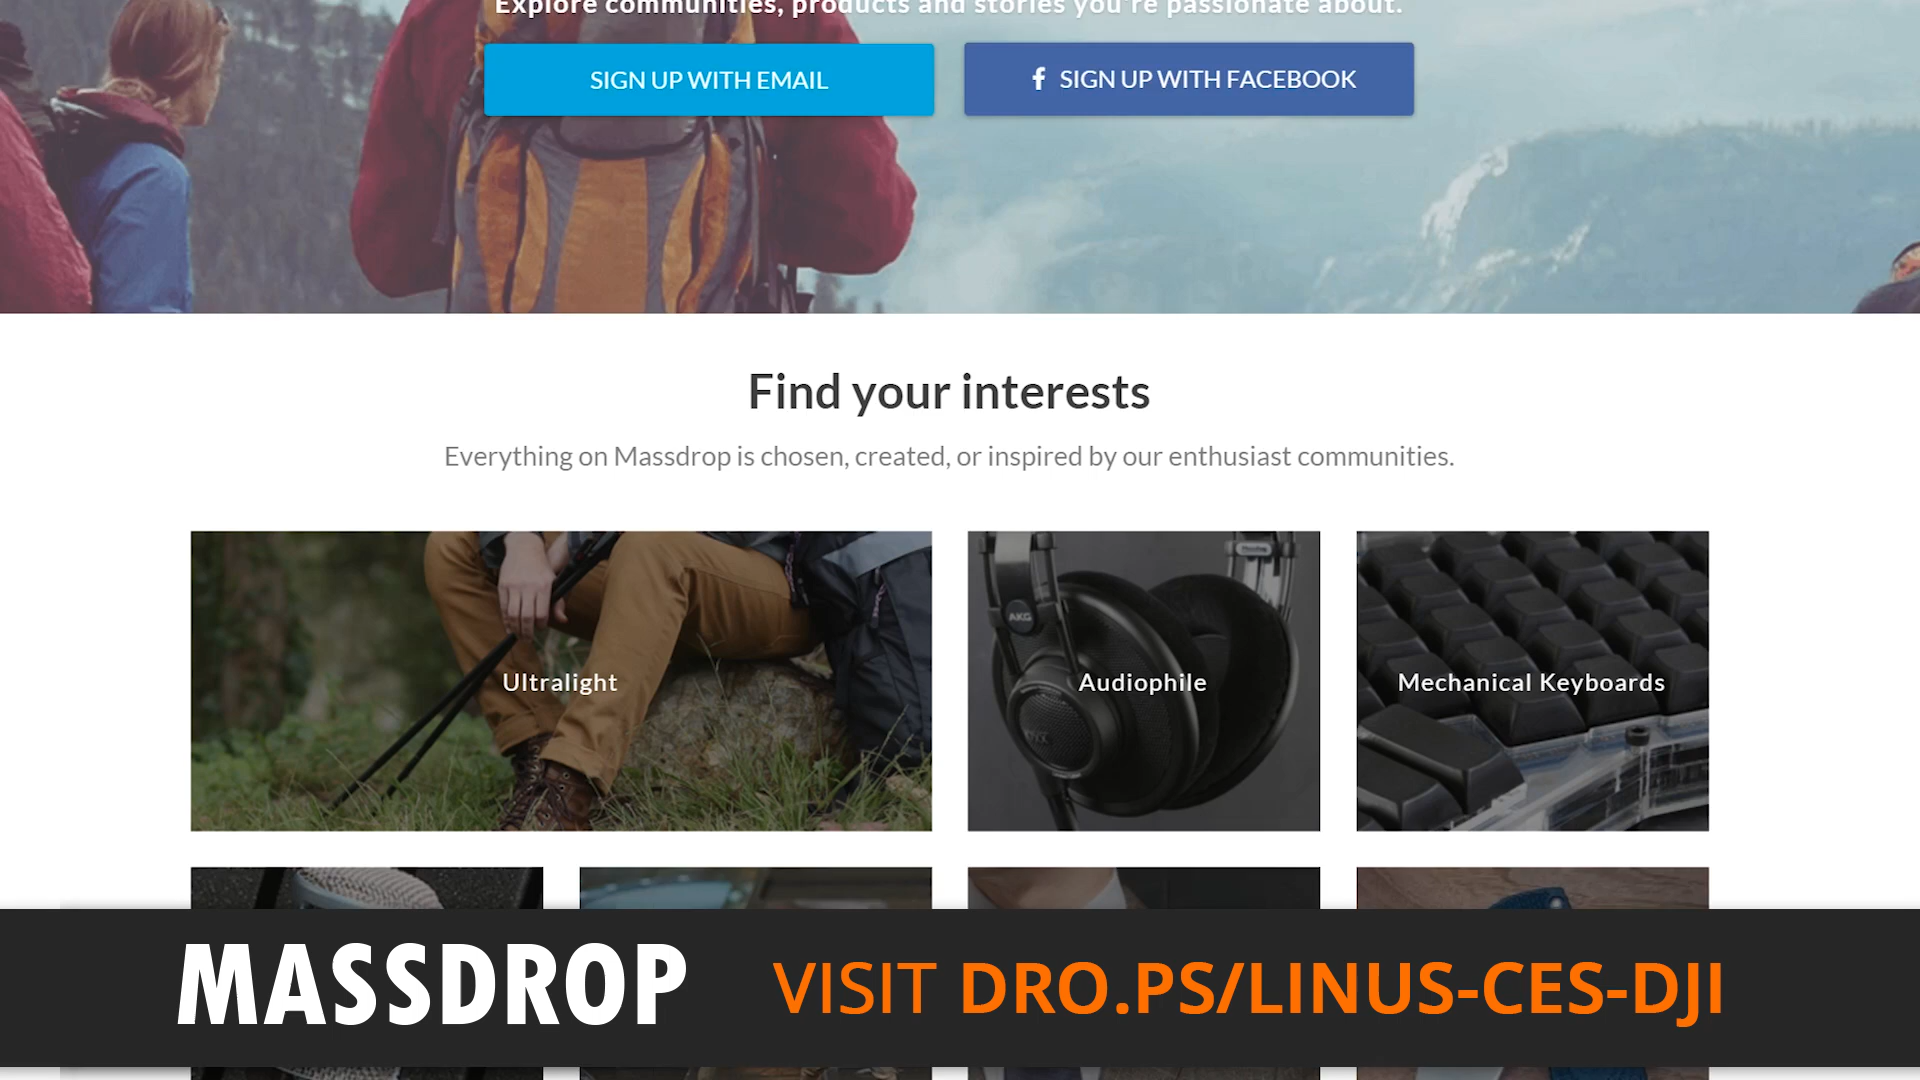 Explore communities, products and stories you're passionate about.
SIGN UP WITH EMAIL
f SIGN UP WITH FACEBOOK
Find your interests
Everything on Massdrop is chosen, created, or inspired by our enthusiast communities.
AKG
Ultralight
Audiophile
Mechanical Keyboards
MASSDROP
VISIT DRO.PS/LINUS-CES-DJI